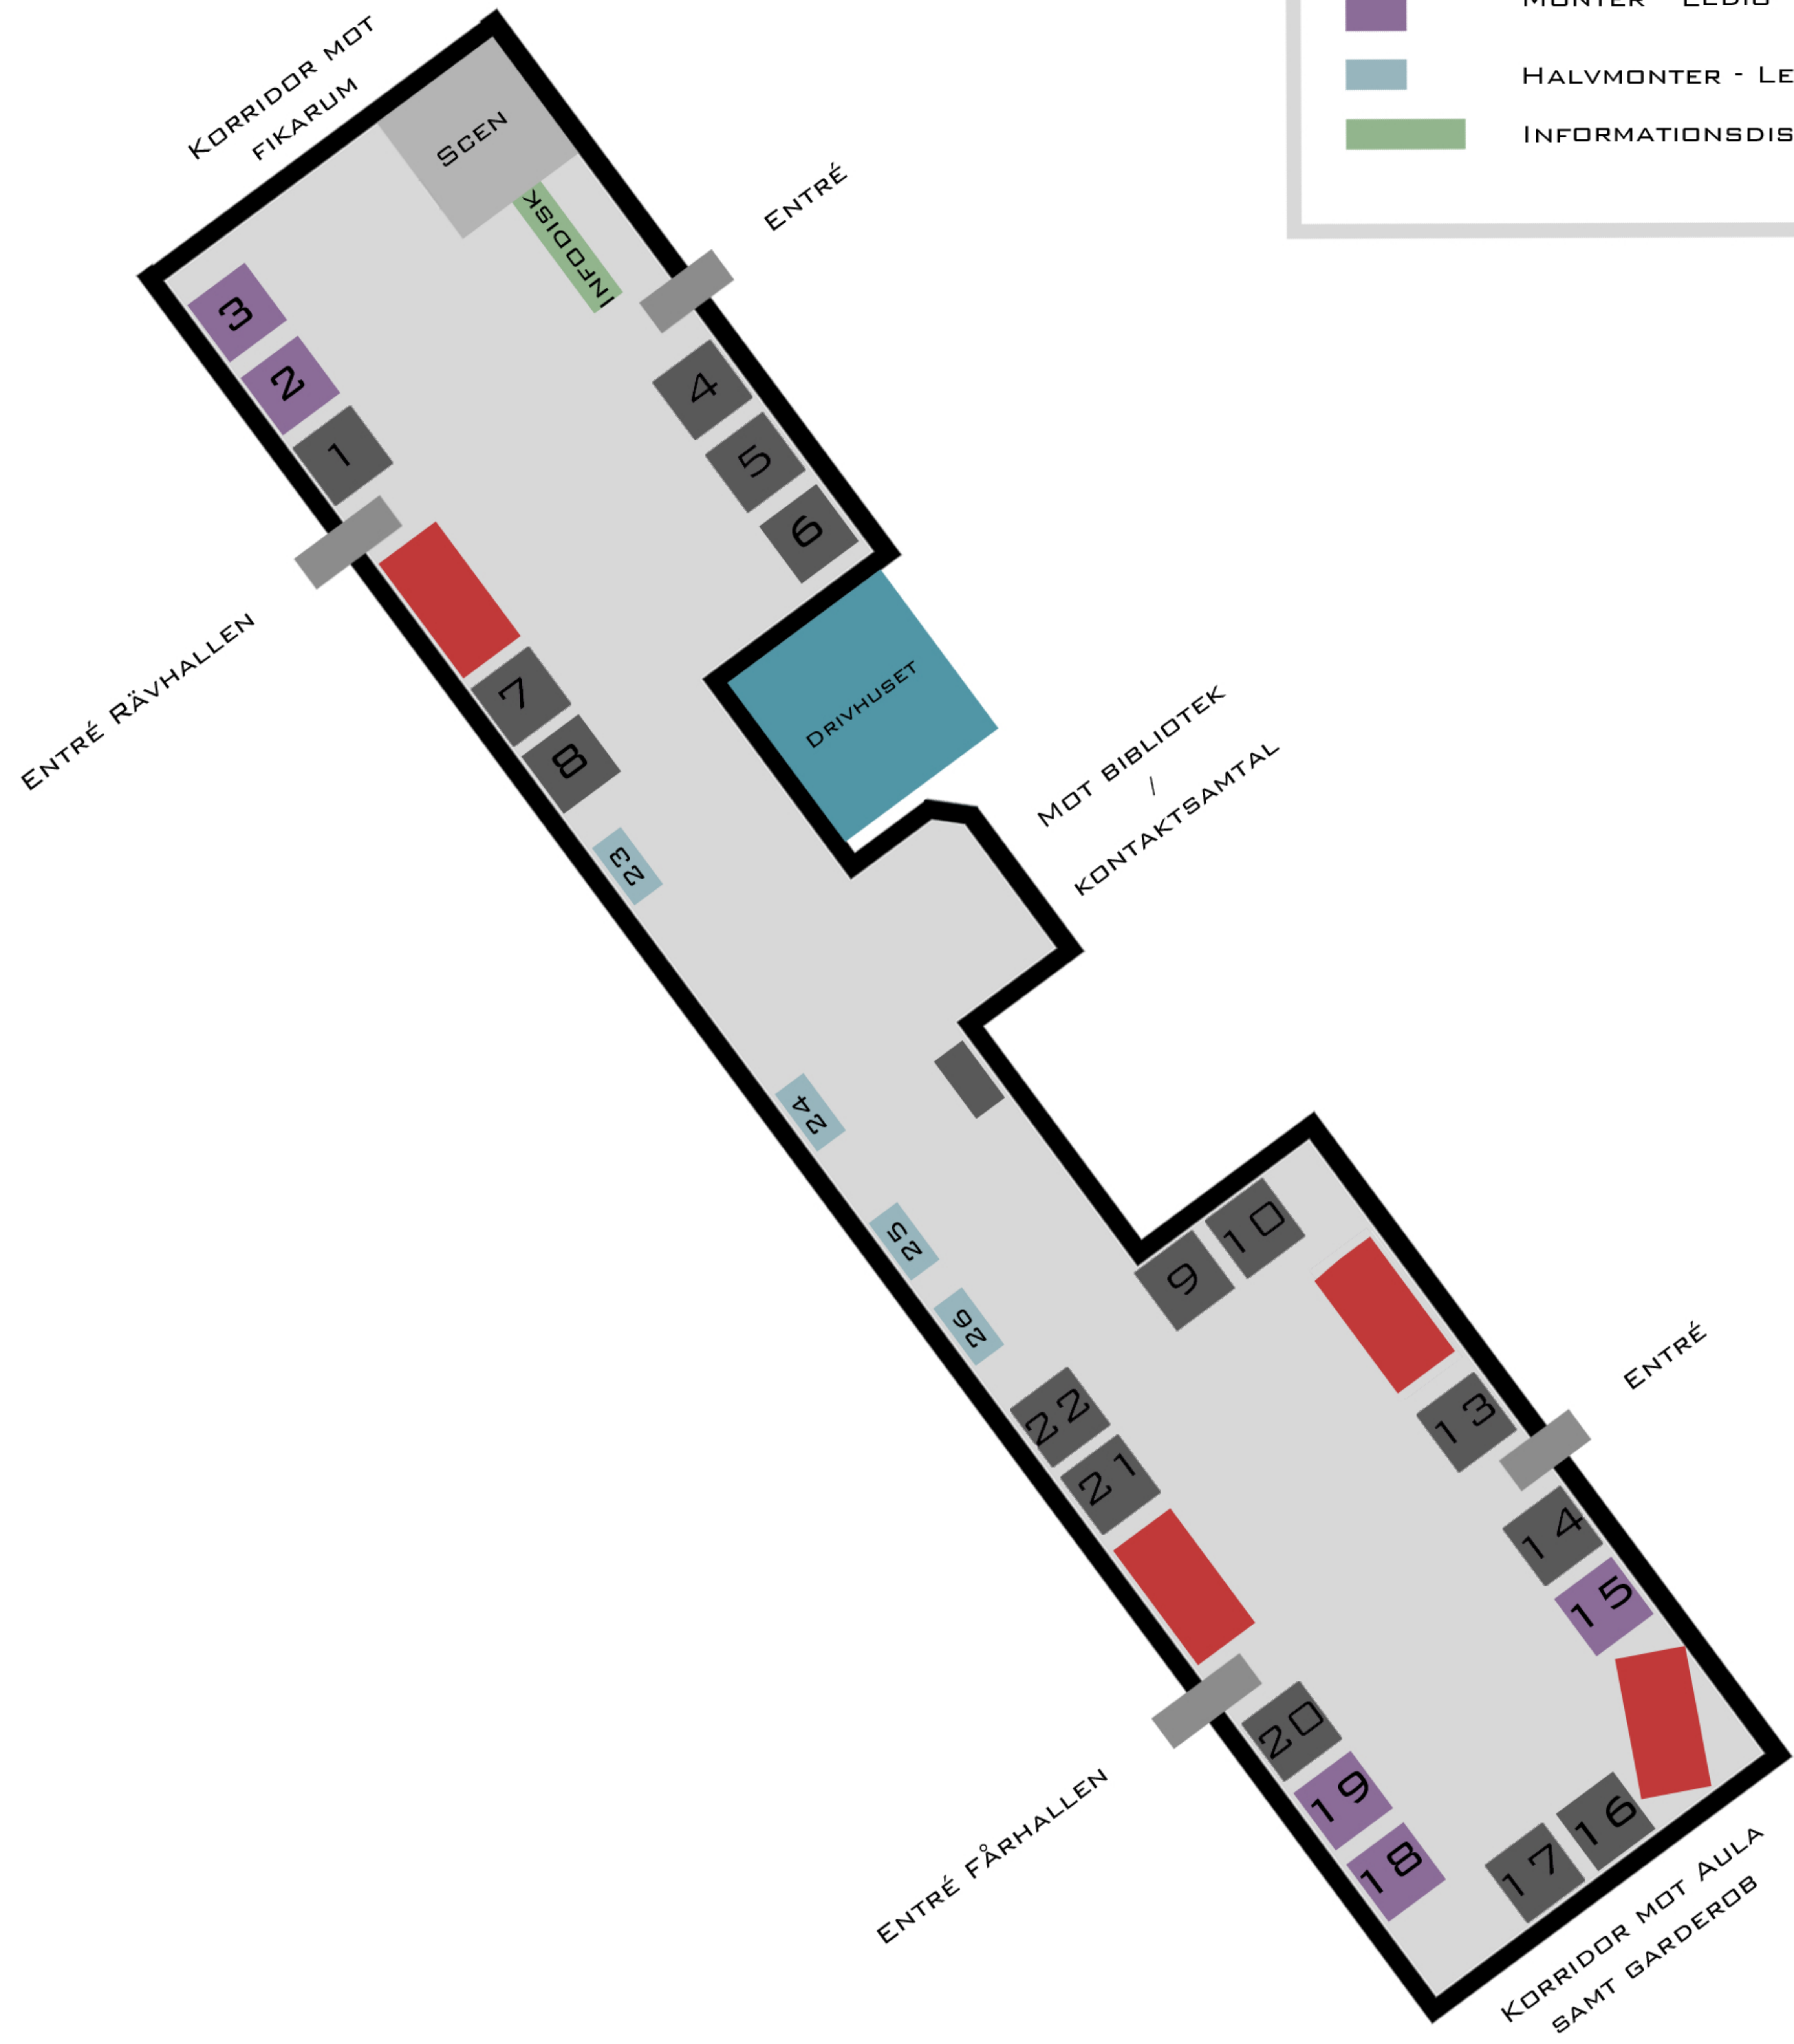 Monter - Ledig
Halvmonter - Le
Informationsdis
Korridor mot
fikarum
Scen
Infodisk
Entré
3
2
1
4
5
6
Entré Rävhallen
7
8
Drivhuset
23
Mot bibliotek
/
kontaktsamtal
24
25
26
9
10
22
21
13
Entré
14
15
20
19
18
16
17
Entré Fårhallen
Korridor mot Aula
samt garderob